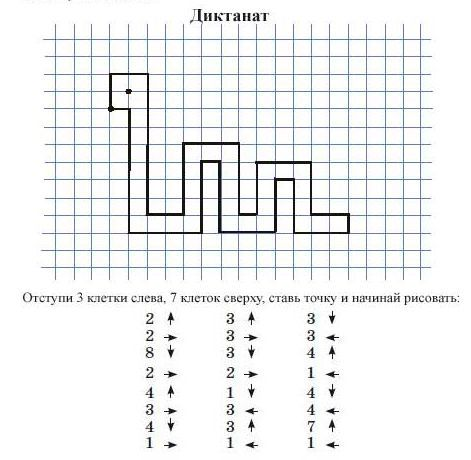 Диктанат
Отступи 3 клетки слева, 7 клеток сверху, ставь точку и начинай рисовать:
2 ↑ 3 ↑ 3 ↓
2 → 3 → 3 ←
8 ↓ 3 ↓ 4 ↑
2 → 2 → 1 ←
4 ↑ 1 ↓ 4 ↓
3 → 3 ← 4 ←
4 ↓ 3 ↑ 7 ↑
1 → 1 ← 1 ←